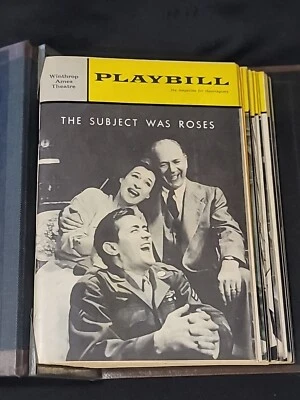 Winthrop
Ames
Theatre
PLAYBILL
the magazine for theatregoers
THE SUBJECT WAS ROSES